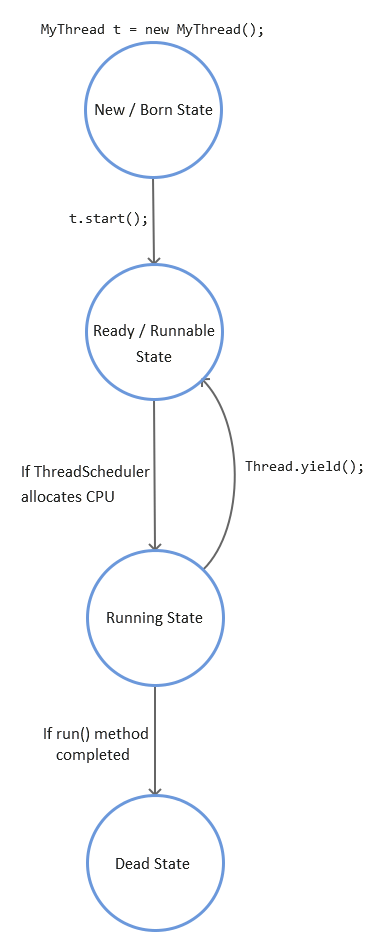 MyThread t = new MyThread();
New / Born State
t.start();
Ready / Runnable
State
If ThreadScheduler
allocates CPU
Thread.yield();
Running State
If run() method
completed
Dead State